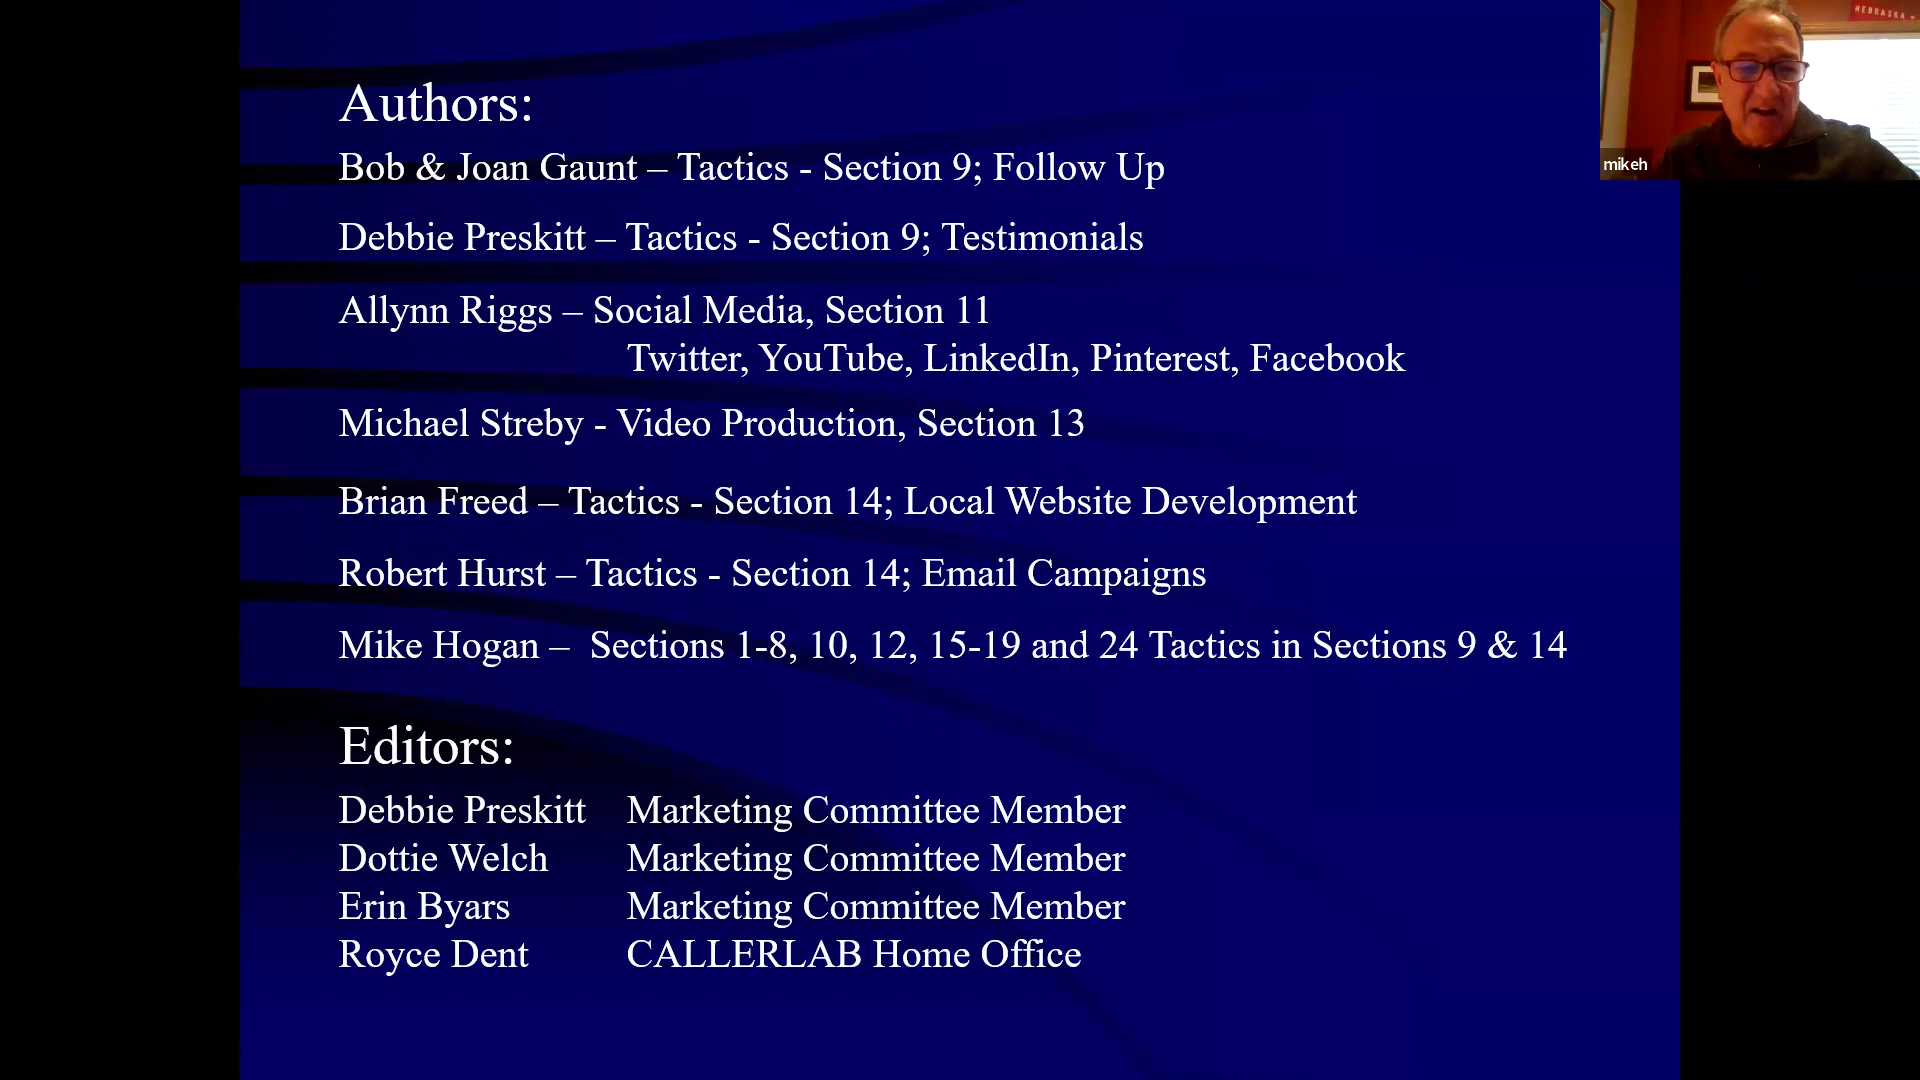 Authors:
Bob & Joan Gaunt – Tactics - Section 9; Follow Up
Debbie Preskitt – Tactics - Section 9; Testimonials
Allynn Riggs – Social Media, Section 11
Twitter, YouTube, LinkedIn, Pinterest, Facebook
Michael Streby - Video Production, Section 13
Brian Freed – Tactics - Section 14; Local Website Development
Robert Hurst – Tactics - Section 14; Email Campaigns
Mike Hogan – Sections 1-8, 10, 12, 15-19 and 24 Tactics in Sections 9 & 14
Editors:
Debbie Preskitt Marketing Committee Member
Dottie Welch Marketing Committee Member
Erin Byars Marketing Committee Member
Royce Dent CALLERLAB Home Office
NEBRASKA
mikeh